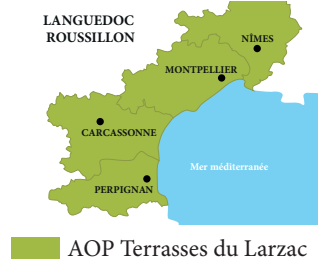 LANGUEDOC
ROUSSILLON
NÎMES
MONTPELLIER
CARCASSONNE
Mer méditerranée
PERPIGNAN
AOP Terrasses du Larzac